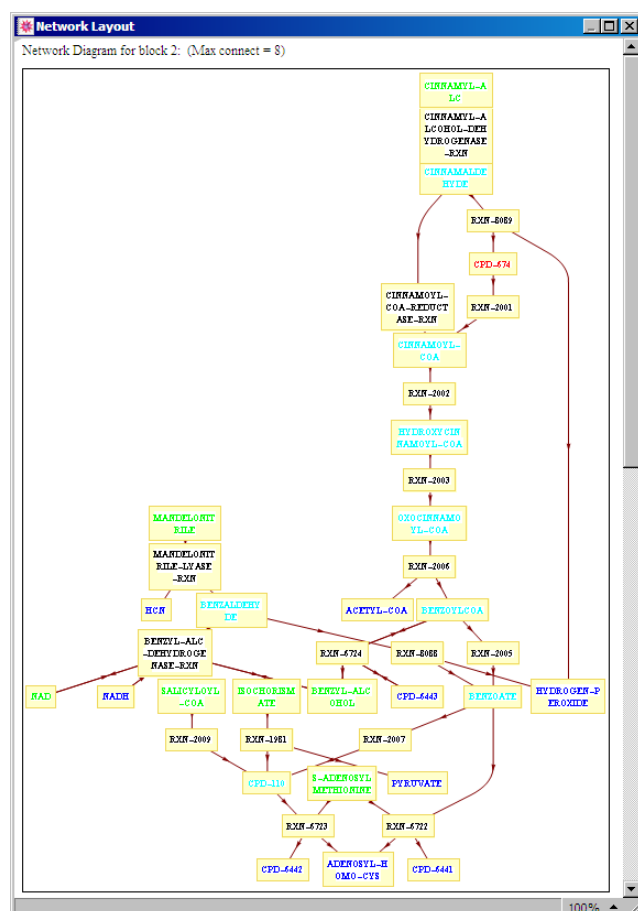 Network Layout
Network Diagram for block 2: (Max connect = 8)
CINNAMYL-A
LC
CINNAMYL-A
LCOHOL-DEH
YDROGENASE
-RXN
CINNAMALDE
HYDE
RXN-8089
CPD-674
CINNAMOYL-
COA-REDUCT
ASE-RXN
RXN-2001
CINNAMOYL-
COA
RXN-2002
HYDROXYCIN
NAMOYL-COA
RXN-2003
OXOCINNAMO
YL-COA
MANDELONIT
RILE
MANDELONIT
RILE-LYASE
-RXN
RXN-2006
HCN
BENZALDEHY
DE
ACETYL-COA
BENZOYLCOA
BENZYL-ALC
-DEHYDROGE
NASE-RXN
RXN-6724
RXN-8088
RXN-2005
NAD
NADH
SALICYLOYL
-COA
ISOCHORISM
ATE
BENZYL-ALC
OHOL
CPD-6443
BENZOATE
HYDROGEN-P
EROXIDE
RXN-2009
RXN-1981
RXN-2007
CPD-110
S-ADENOSYL
METHIONINE
PYRUVATE
RXN-6723
RXN-6722
CPD-6442
ADENOSYL-H
OMO-CYS
CPD-6441
100%